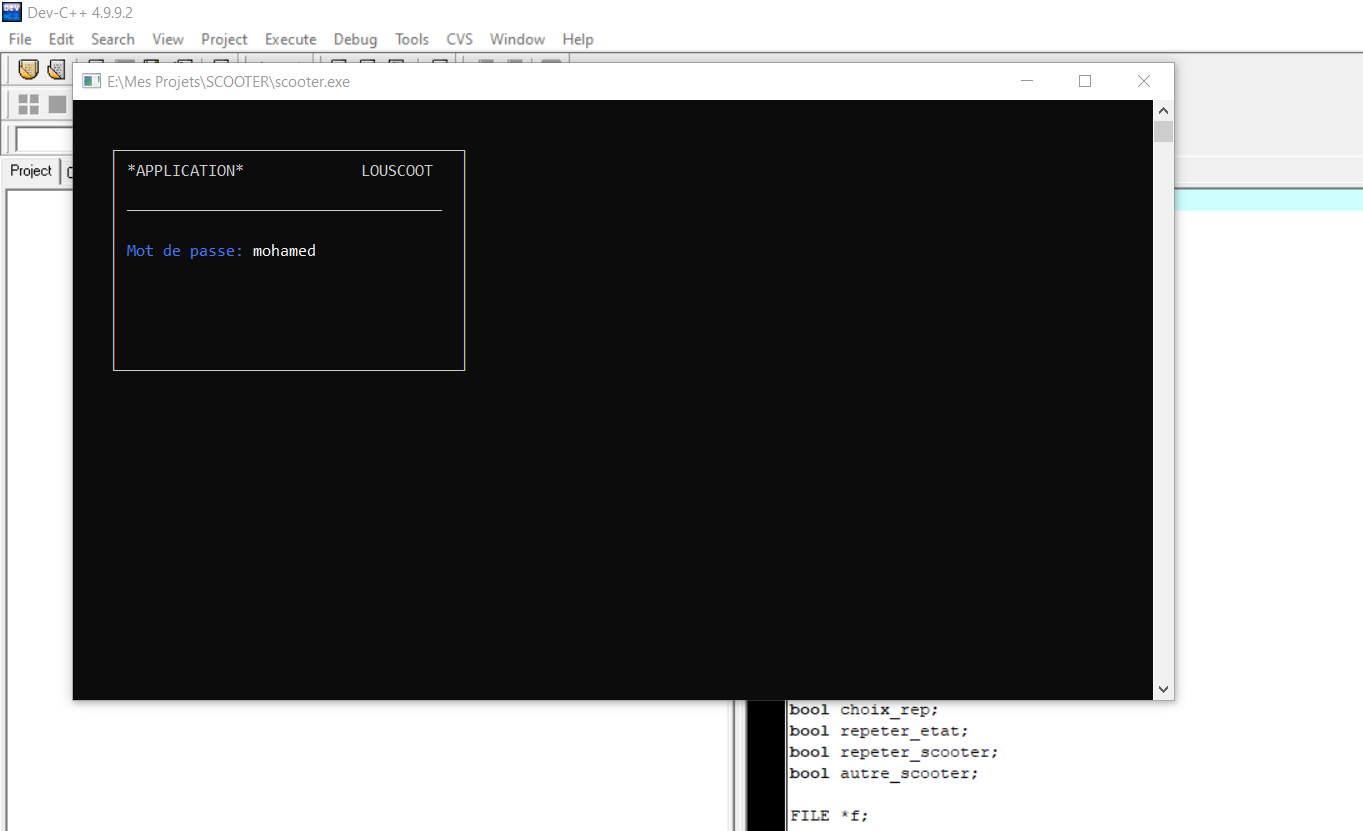 Dev-C++ 4.9.9.2
File Edit Search View Project Execute Debug Tools CVS Window Help
E:\Mes Projets\SCOOTER\scooter.exe
Project
*APPLICATION* LOUSCOOT
Mot de passe: mohamed
bool choix_rep;
bool repeter_etat;
bool repeter_scooter;
bool autre_scooter;
FILE *f;